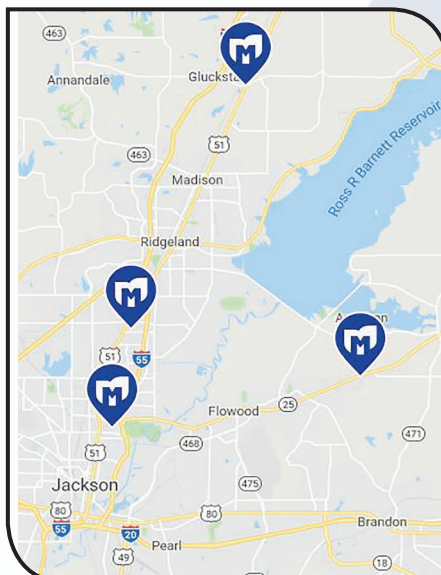 463
Annandale
51
463
Madison
Ross R Barnett Reservoir
Ridgeland
M
M
M
M
51
55
Flowood
25
468
471
51
475
Jackson
80
55
20
80
Brandon
49
Pearl
18